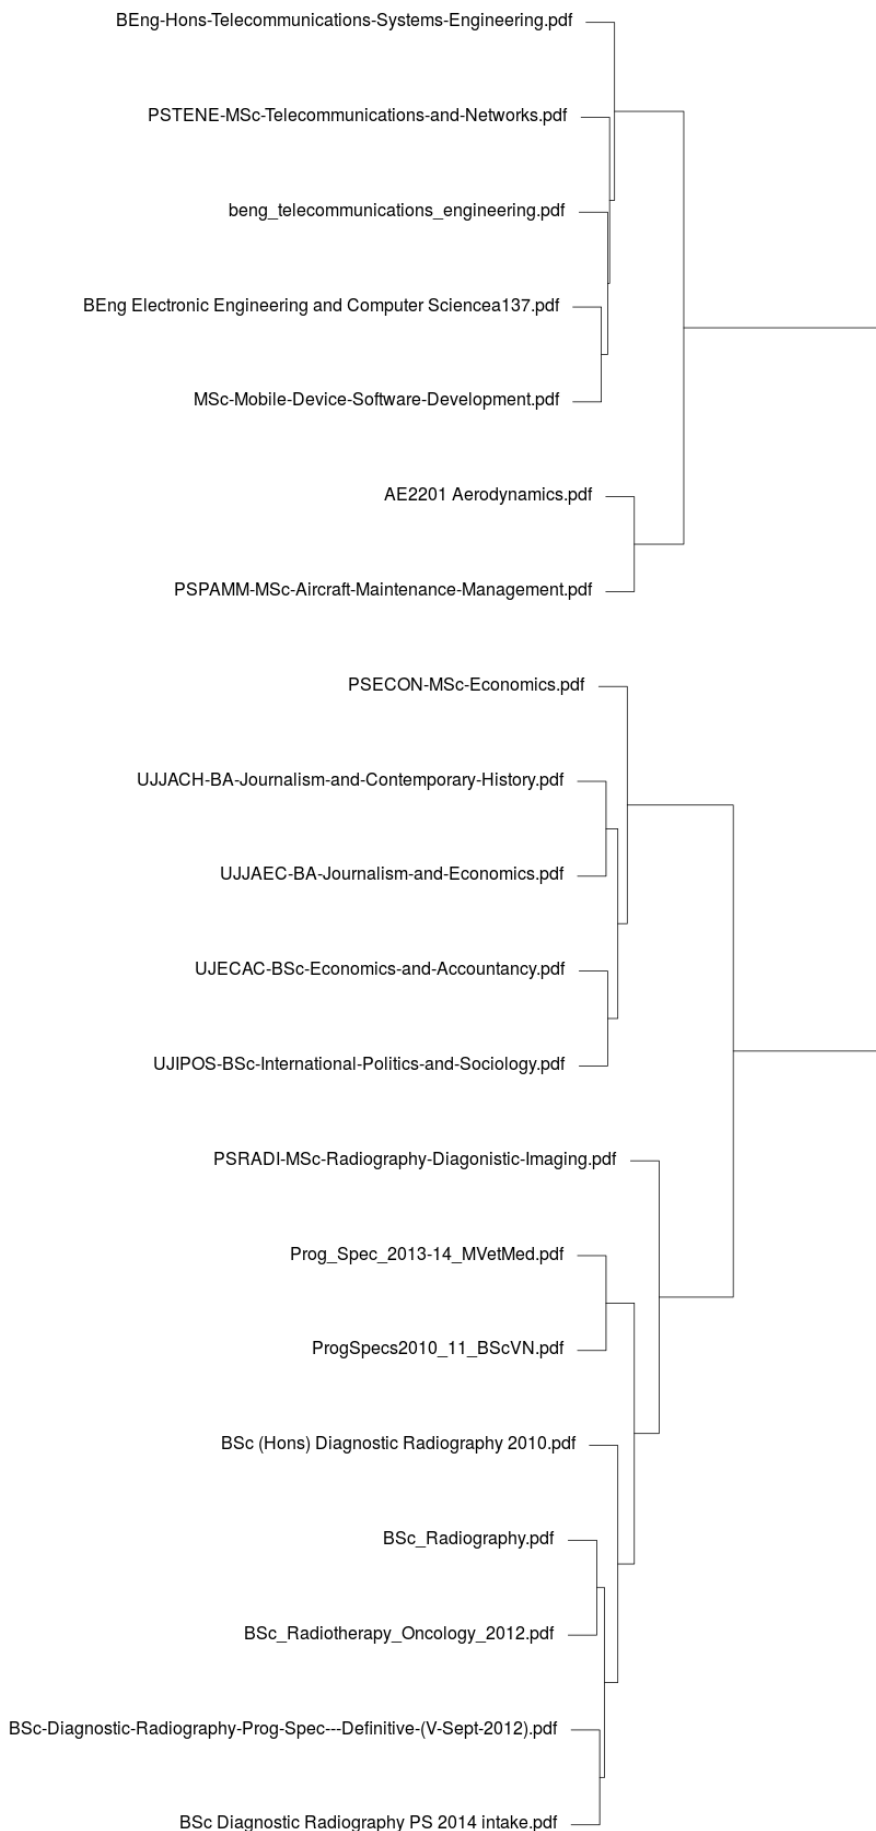 BEng-Hons-Telecommunications-Systems-Engineering.pdf
PSTENE-MSc-Telecommunications-and-Networks.pdf
beng_telecommunications_engineering.pdf
BEng Electronic Engineering and Computer Sciencea137.pdf
MSc-Mobile-Device-Software-Development.pdf
AE2201 Aerodynamics.pdf
PSPAMM-MSc-Aircraft-Maintenance-Management.pdf
PSECON-MSc-Economics.pdf
UJJACH-BA-Journalism-and-Contemporary-History.pdf
UJJAEC-BA-Journalism-and-Economics.pdf
UJECAC-BSc-Economics-and-Accountancy.pdf
UJIPOS-BSc-International-Politics-and-Sociology.pdf
PSRADI-MSc-Radiography-Diagonistic-Imaging.pdf
Prog_Spec_2013-14_MVetMed.pdf
ProgSpecs2010_11_BScVN.pdf
BSc (Hons) Diagnostic Radiography 2010.pdf
BSc_Radiography.pdf
BSc_Radiotherapy_Oncology_2012.pdf
BSc-Diagnostic-Radiography-Prog-Spec---Definitive-(V-Sept-2012).pdf
BSc Diagnostic Radiography PS 2014 intake.pdf